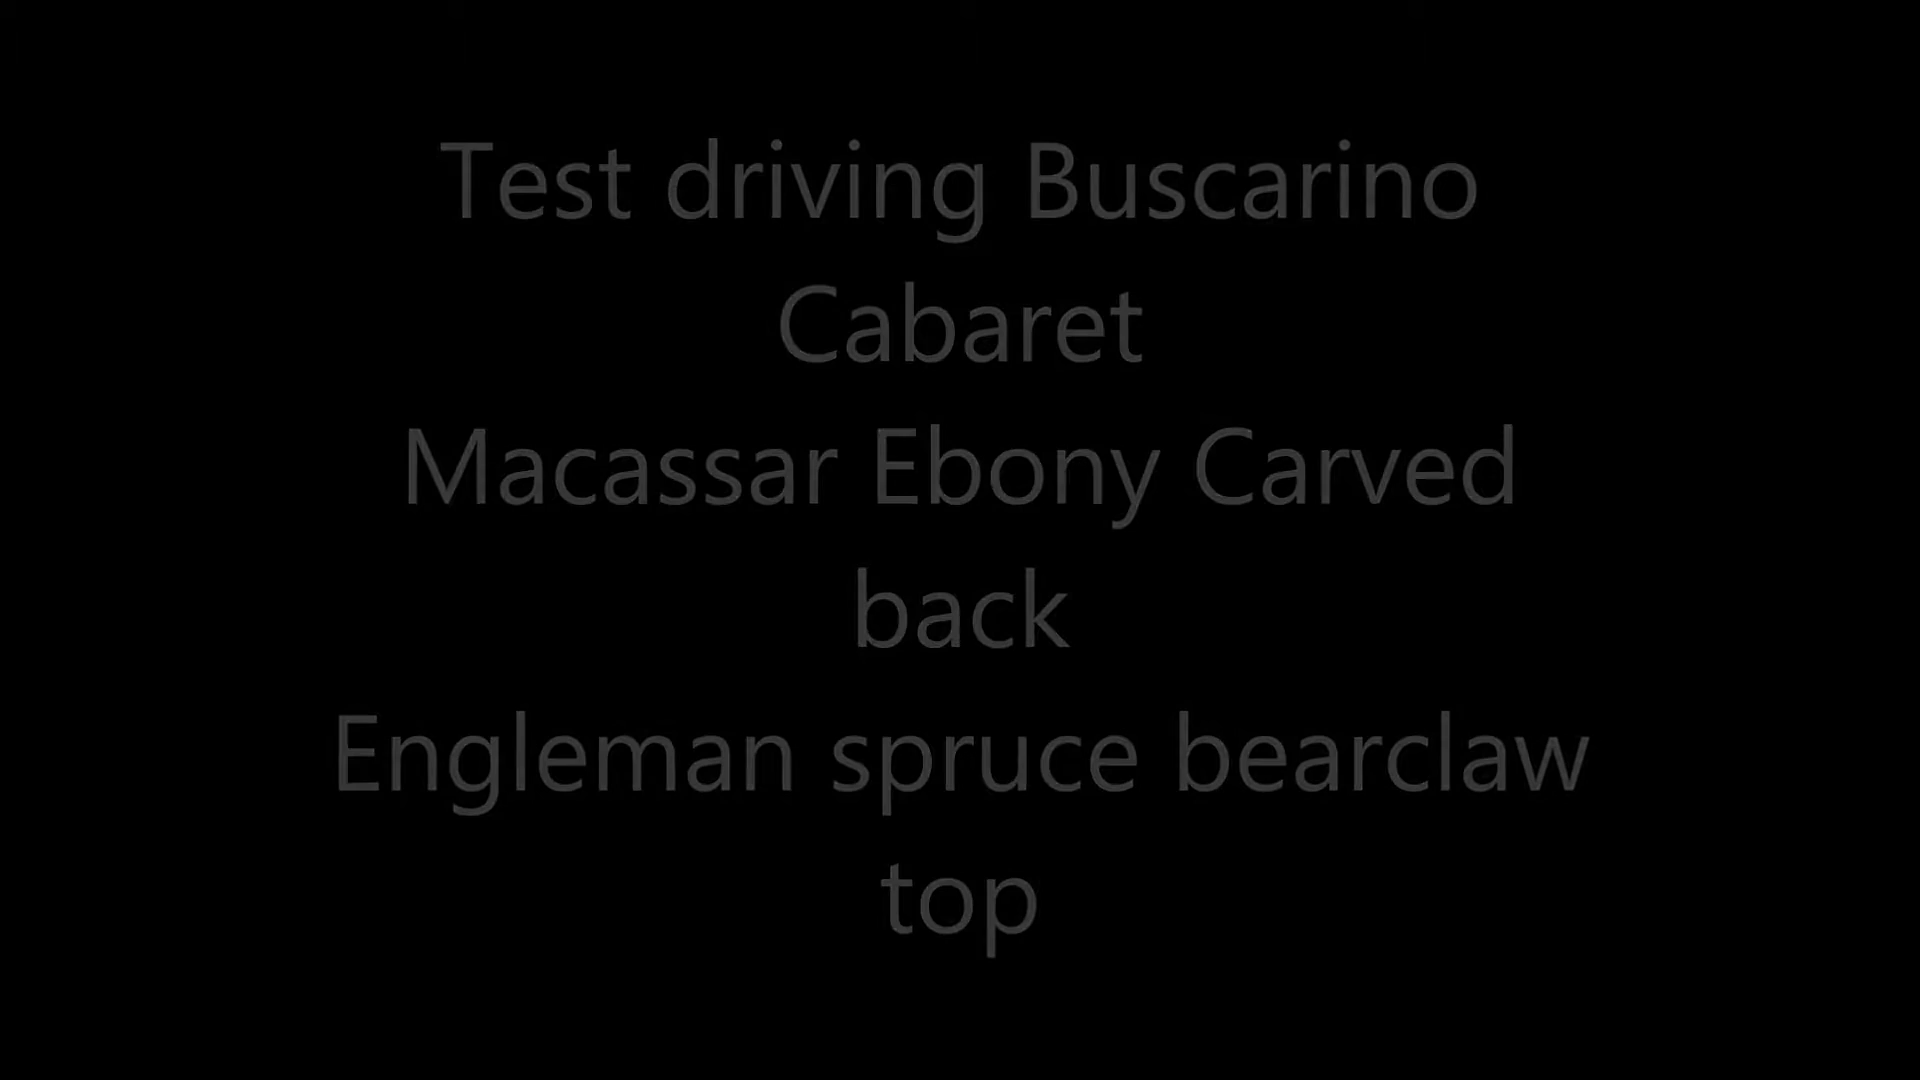 Test driving Buscarino
Cabaret
Macassar Ebony Carved
back
Engleman spruce bearclaw
top